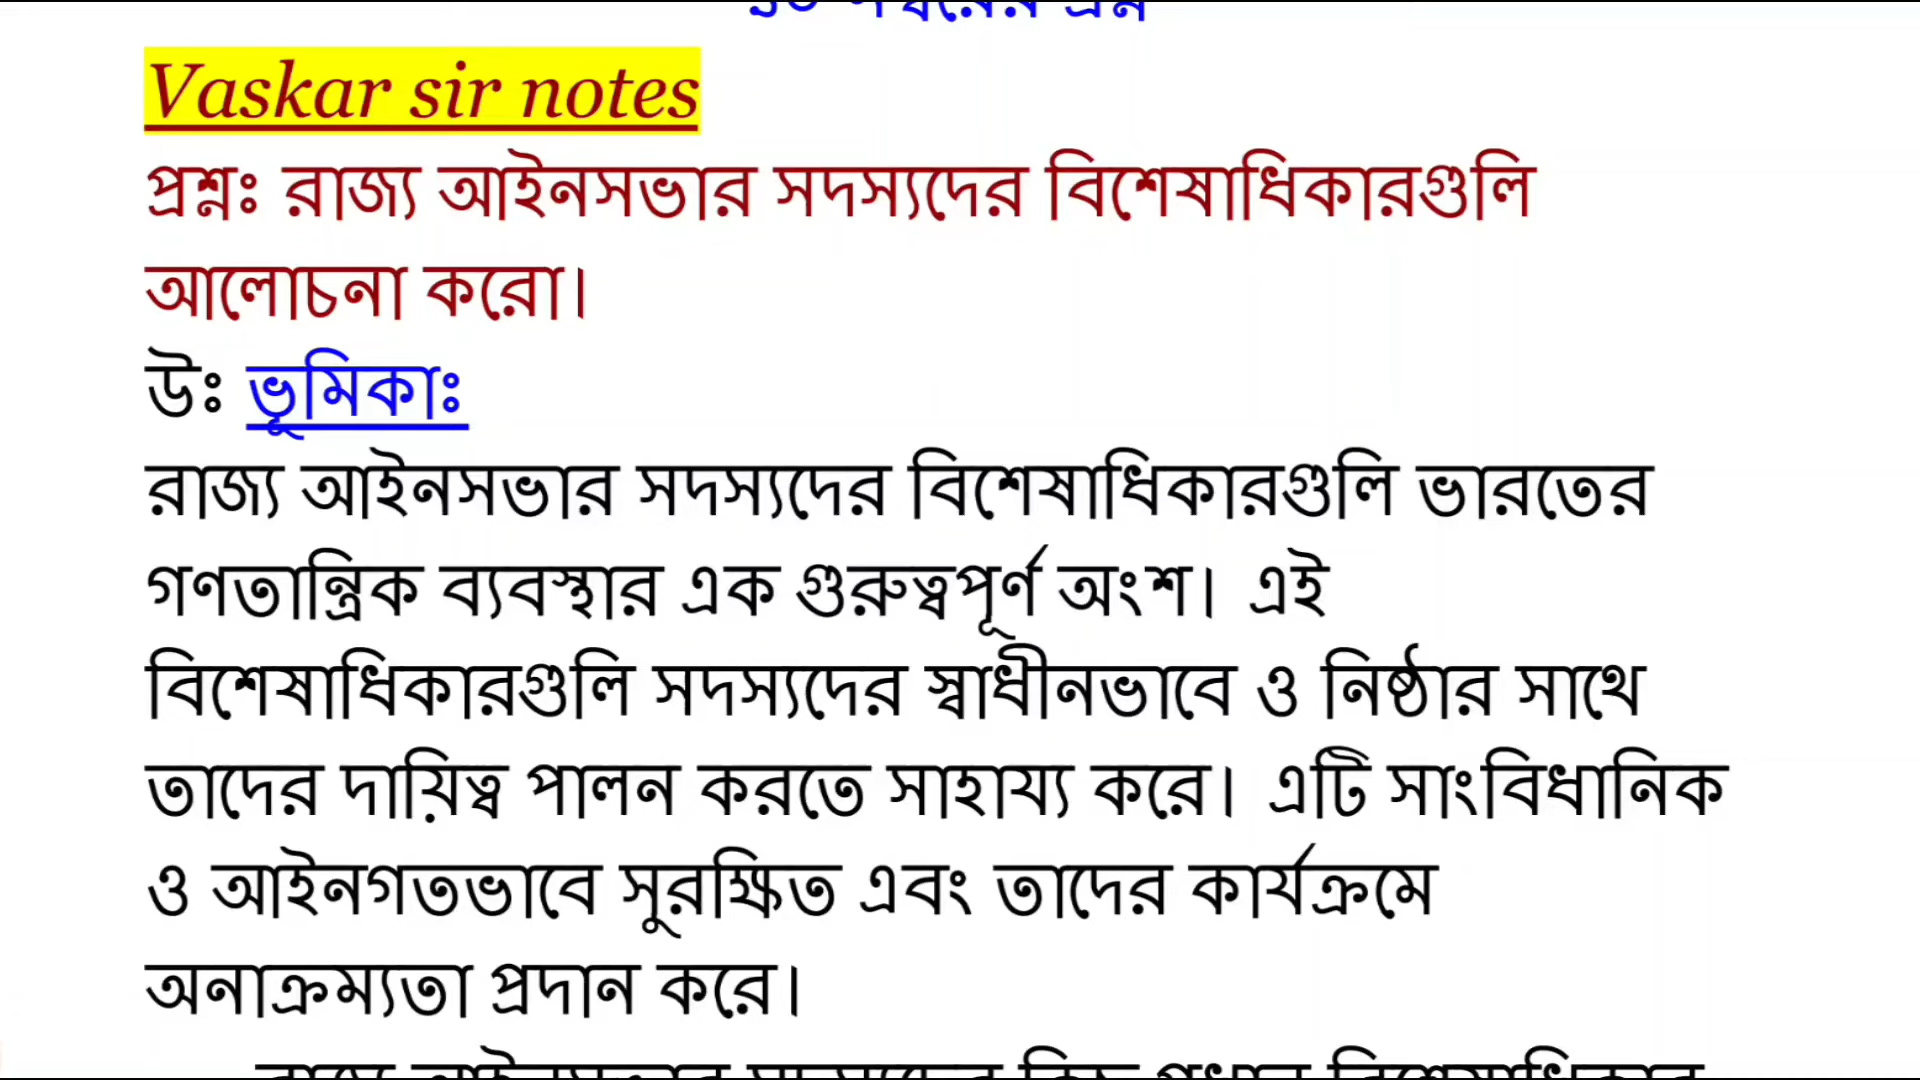 Vaskar sir notes
প্রশ্নঃ রাজ্য আইনসভার সদস্যদের বিশেষাধিকারগুলি
আলোচনা করো।
উঃ ভূমিকাঃ
রাজ্য আইনসভার সদস্যদের বিশেষাধিকারগুলি ভারতের
গণতান্ত্রিক ব্যবস্থার এক গুরুত্বপূর্ণ অংশ। এই
বিশেষাধিকারগুলি সদস্যদের স্বাধীনভাবে ও নিষ্ঠার সাথে
তাদের দায়িত্ব পালন করতে সাহায্য করে। এটি সাংবিধানিক
ও আইনগতভাবে সুরক্ষিত এবং তাদের কার্যক্রমে
অনাক্রম্যতা প্রদান করে।